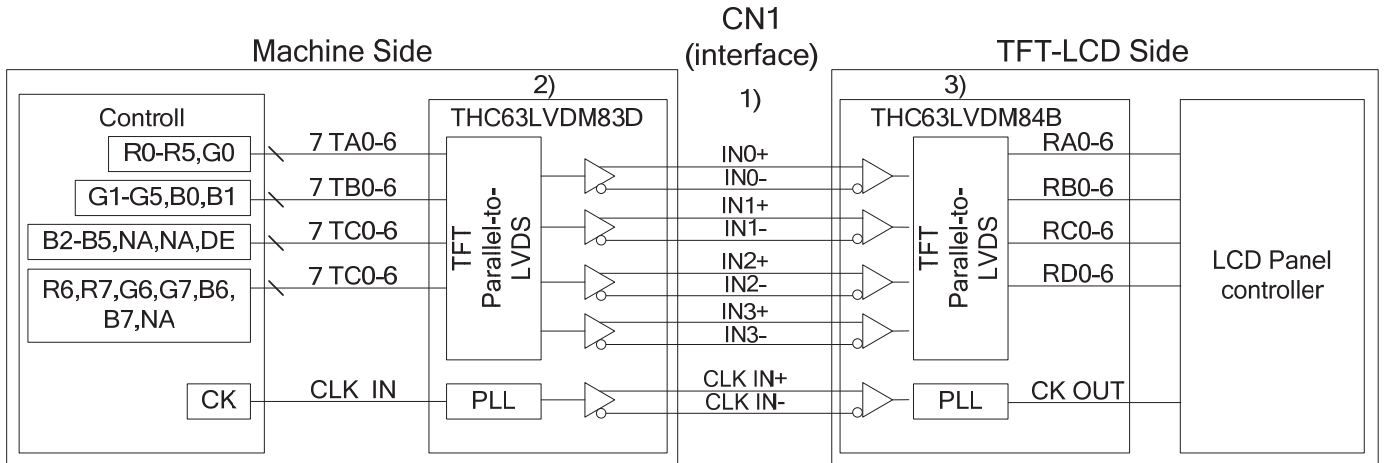 CN1
(interface)
1)
Machine Side
Controll
R0-R5,G0
G1-G5,B0,B1
B2-B5,NA,NA,DE
R6,R7,G6,G7,B6,
B7,NA
CK
7 TA0-6
7 TB0-6
7 TC0-6
7 TC0-6
CLK IN
2)
THC63LVDM83D
TFT
Parallel-to-
LVDS
PLL
IN0+
IN0-
IN1+
IN1-
IN2+
IN2-
IN3+
IN3-
CLK IN+
CLK IN-
TFT-LCD Side
3)
THC63LVDM84B
TFT
Parallel-to-
LVDS
PLL
RA0-6
RB0-6
RC0-6
RD0-6
CK OUT
LCD Panel
controller